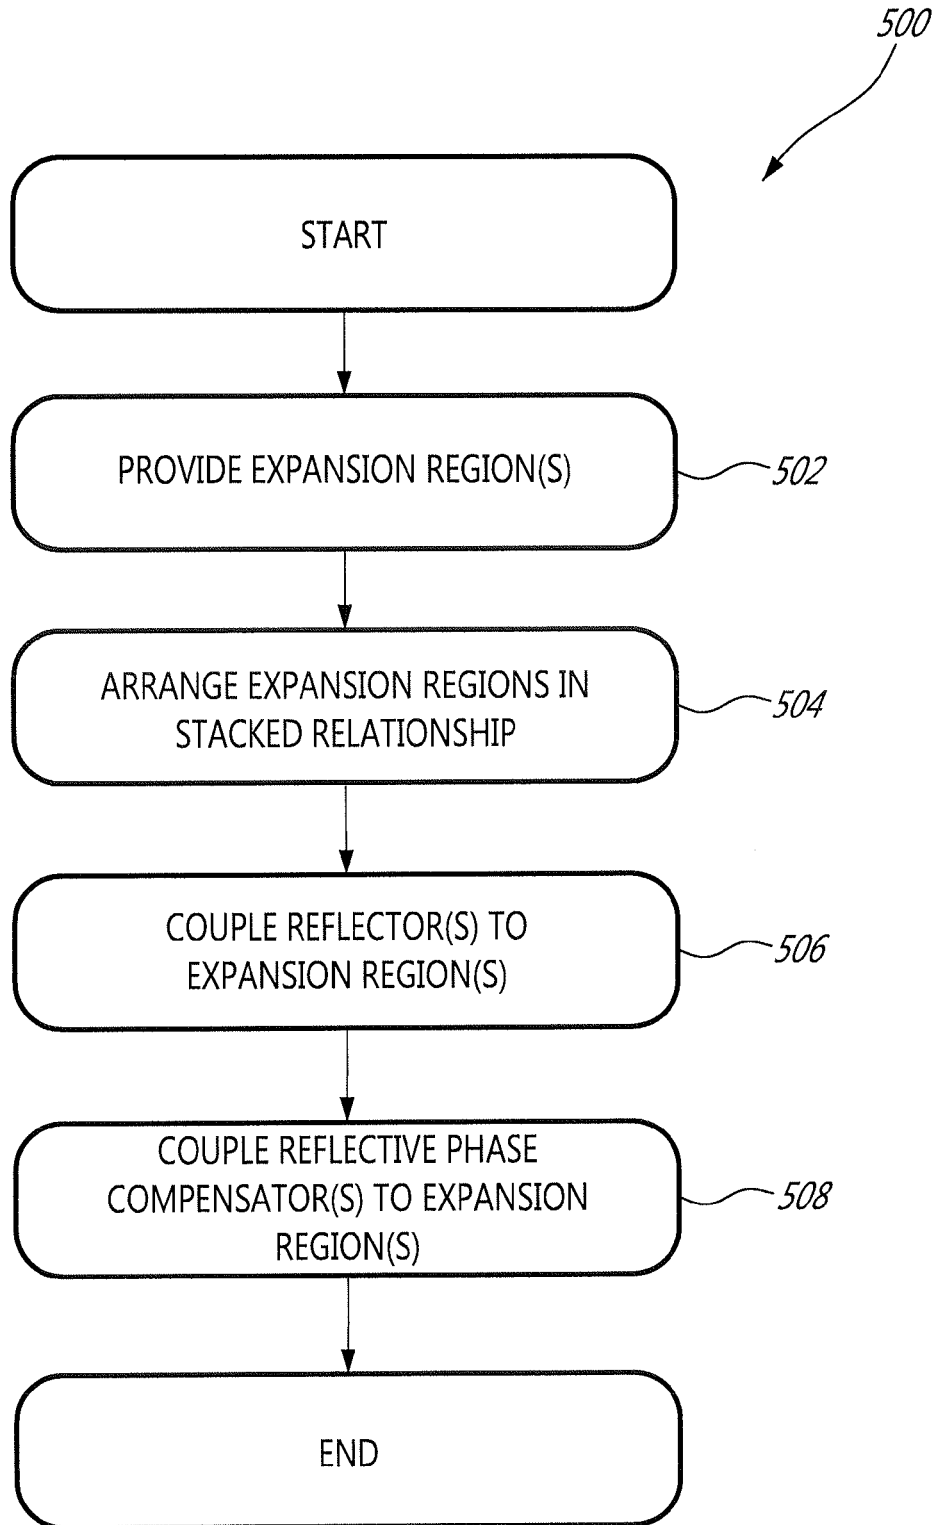 500
START
PROVIDE EXPANSION REGION(S)
502
ARRANGE EXPANSION REGIONS IN
STACKED RELATIONSHIP
504
COUPLE REFLECTOR(S) TO
EXPANSION REGION(S)
506
COUPLE REFLECTIVE PHASE
COMPENSATOR(S) TO EXPANSION
REGION(S)
508
END